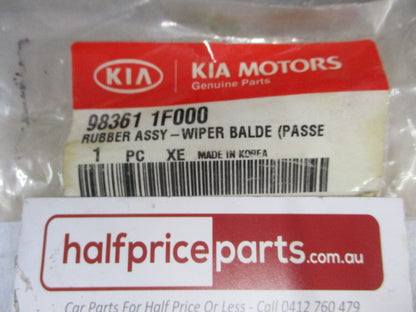 KIA
KIA MOTORS
Genuine Parts
98361 1F000
RUBBER ASSY-WIPER BALDE (PASSE
1 PC XE MADE IN KOREA
halfpriceparts.com.au
Car Parts For Half Price Or Less - Call 0412 760 479